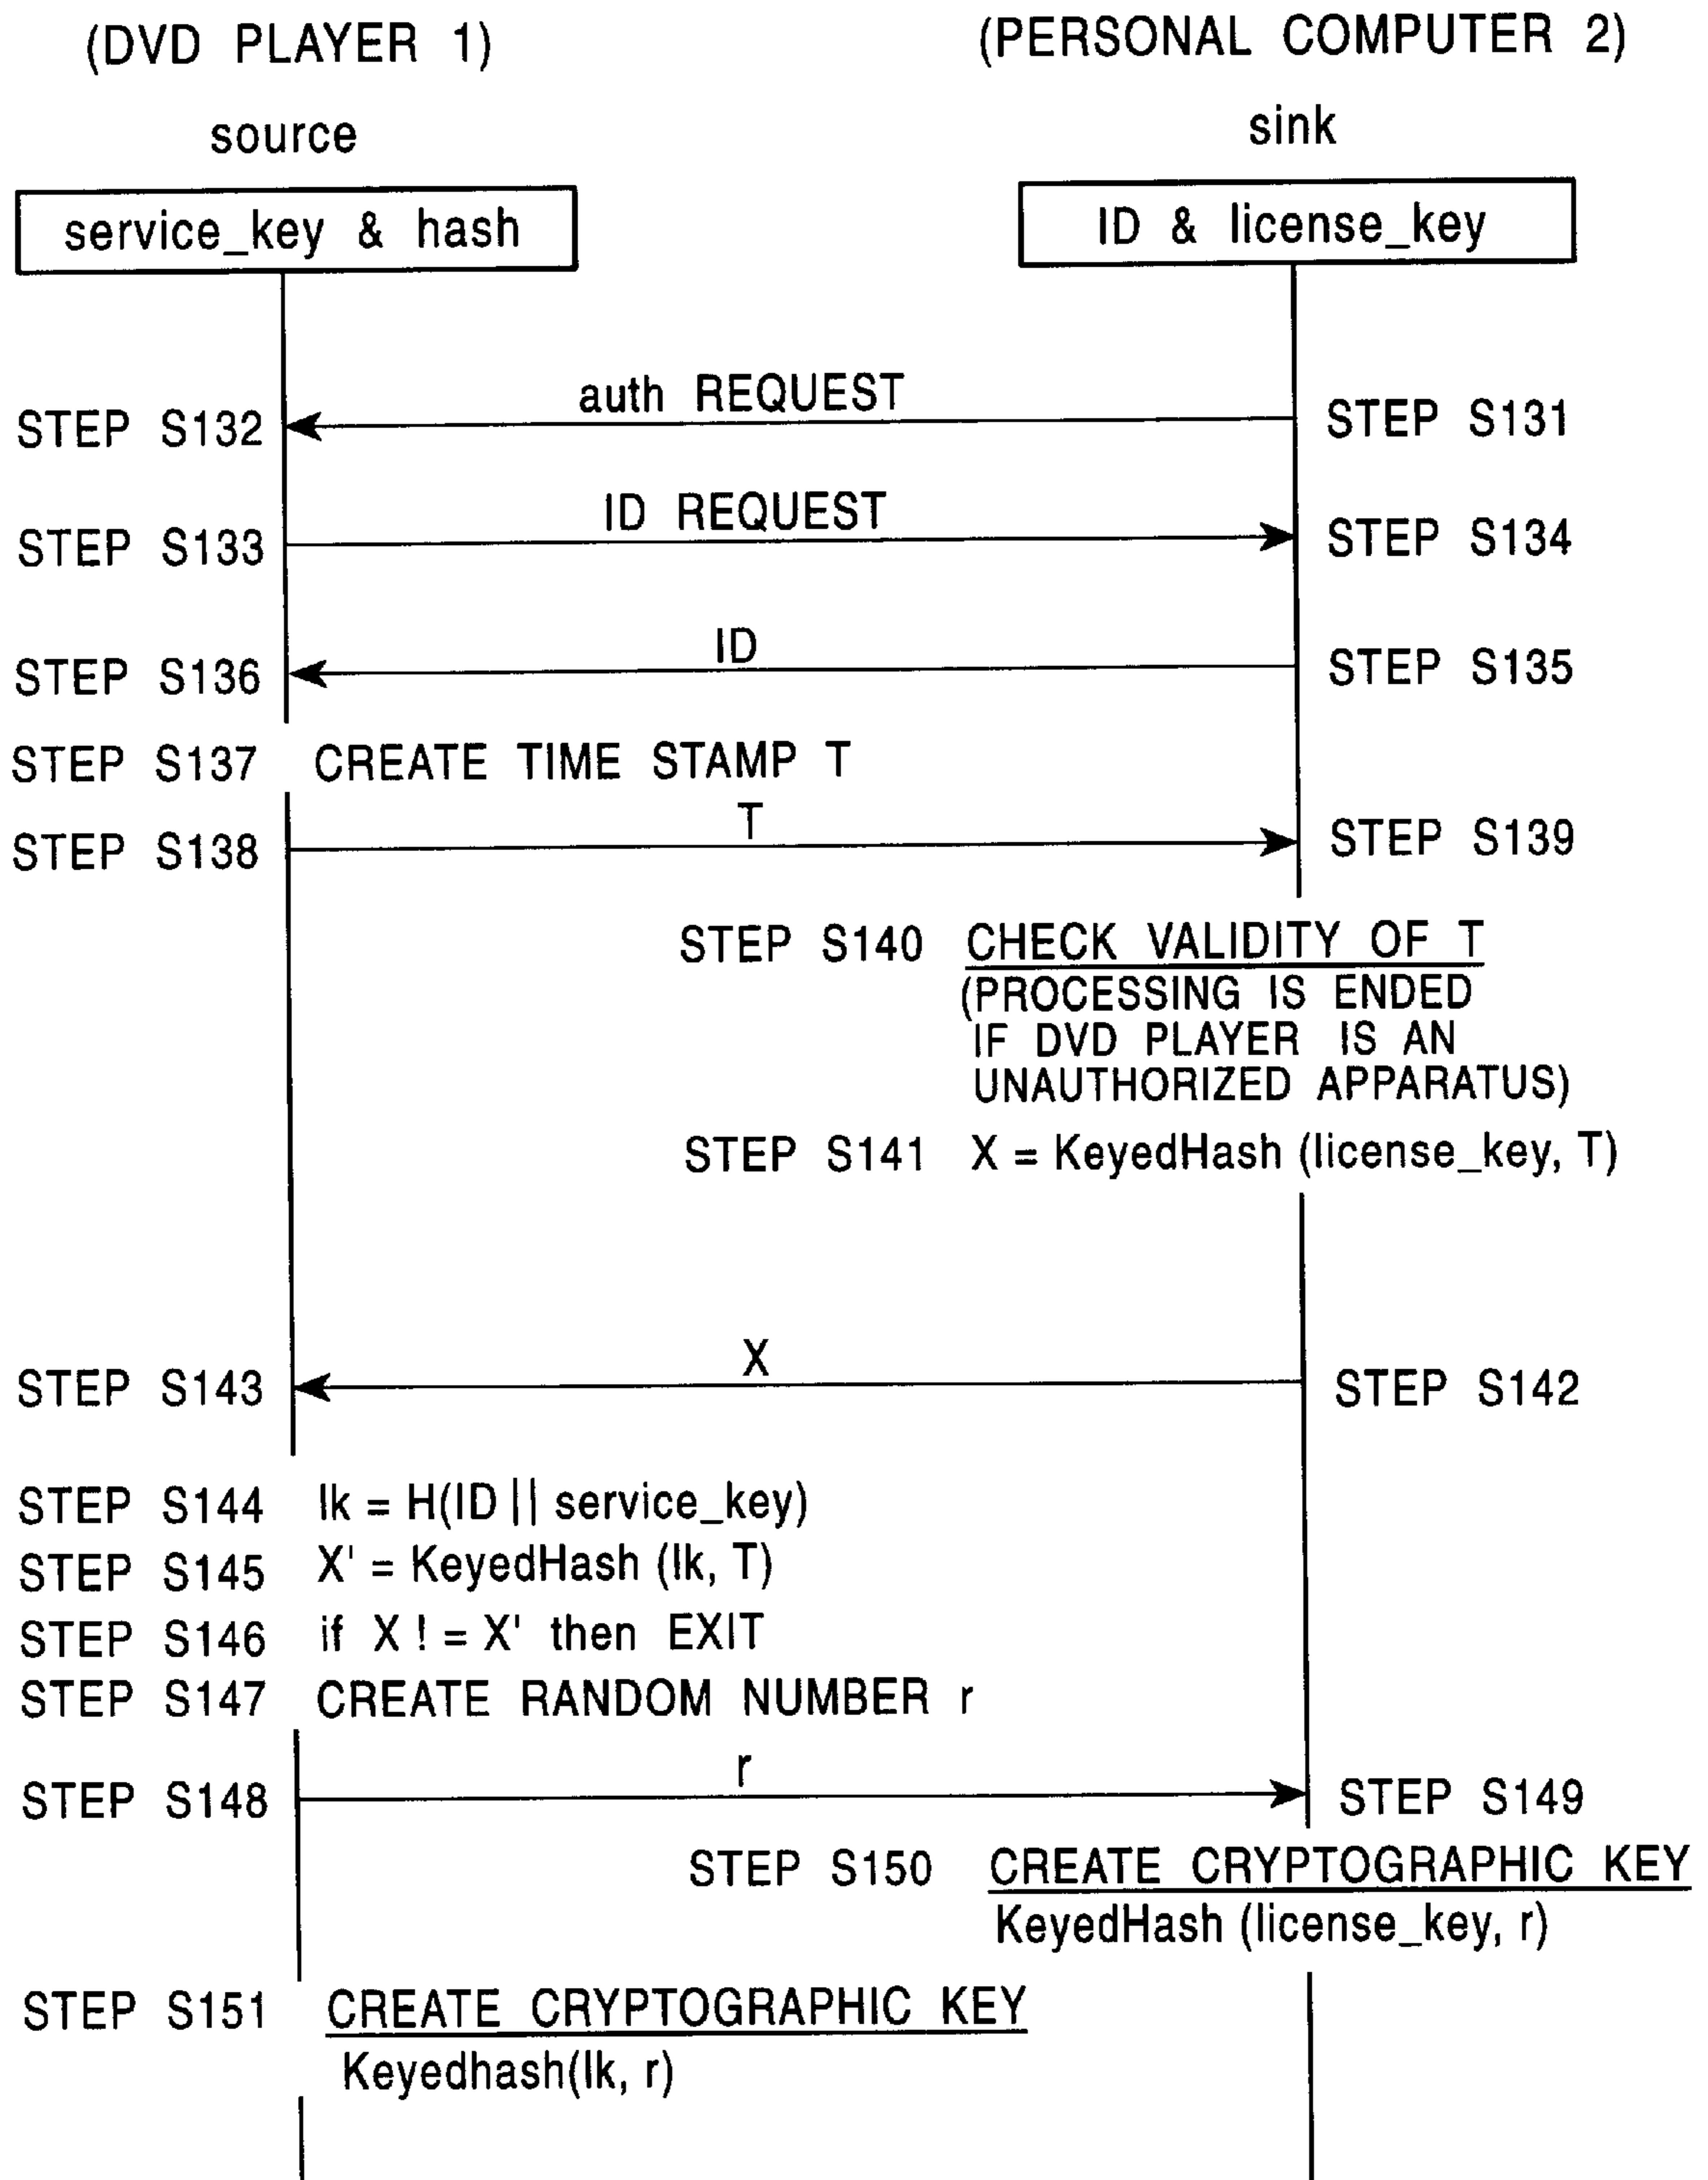 (DVD PLAYER 1) (PERSONAL COMPUTER 2)
source sink
service_key & hash ID & license_key
auth REQUEST
STEP S132 STEP S131
ID REQUEST
STEP S133 STEP S134
ID
STEP S136 STEP S135
STEP S137 CREATE TIME STAMP T
T
STEP S138 STEP S139
STEP S140 CHECK VALIDITY OF T
(PROCESSING IS ENDED
IF DVD PLAYER IS AN
UNAUTHORIZED APPARATUS)
STEP S141 X = KeyedHash (license_key, T)
X
STEP S143 STEP S142
STEP S144 lk = H(ID || service_key)
STEP S145 X' = KeyedHash (lk, T)
STEP S146 if X ! = X' then EXIT
STEP S147 CREATE RANDOM NUMBER r
r
STEP S148 STEP S149
STEP S150 CREATE CRYPTOGRAPHIC KEY
KeyedHash (license_key, r)
STEP S151 CREATE CRYPTOGRAPHIC KEY
Keyedhash(lk, r)